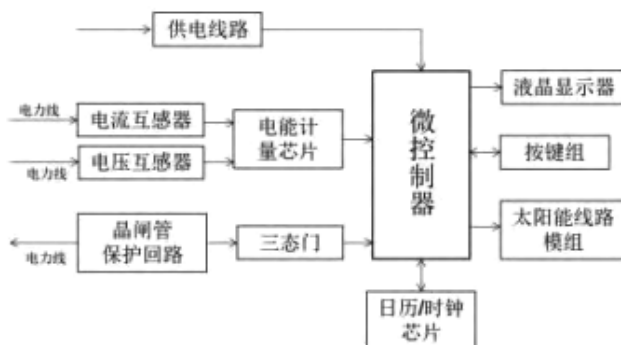 供电线路
电力线
电流互感器
电压互感器
电力线
电能计
量芯片
微控制器
液晶显示器
按键组
太阳能线路
模组
晶闸管
保护回路
电力线
三态门
日历/时钟
芯片